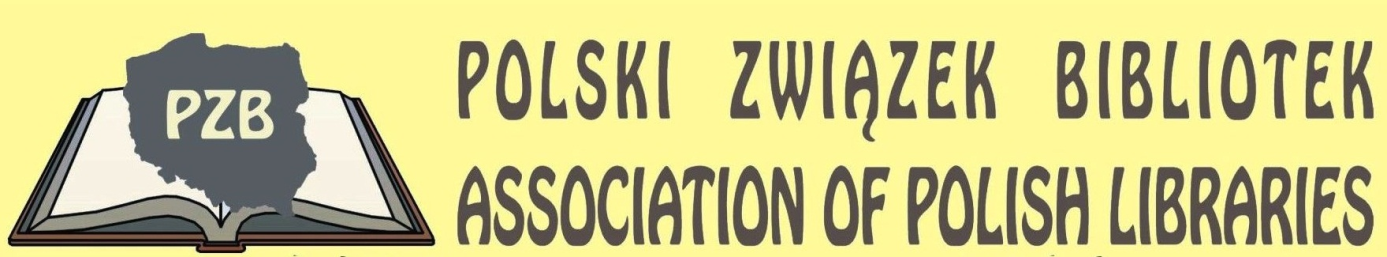 PZB
POLSKI ZWIĄZEK BIBLIOTEK
ASSOCIATION OF POLISH LIBRARIES